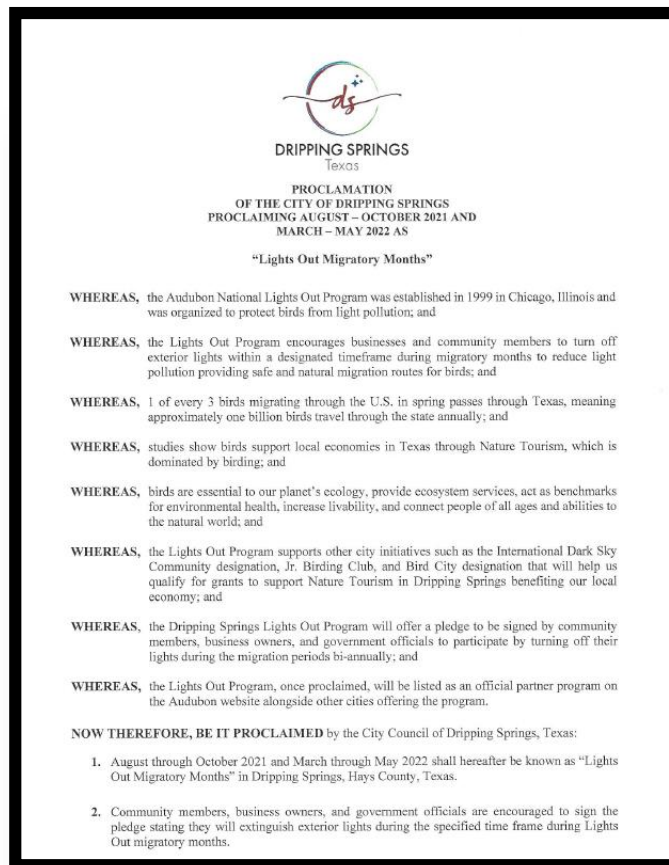 ds
DRIPPING SPRINGS
Texas
PROCLAMATION
OF THE CITY OF DRIPPING SPRINGS
PROCLAIMING AUGUST – OCTOBER 2021 AND
MARCH – MAY 2022 AS
“Lights Out Migratory Months”
WHEREAS, the Audubon National Lights Out Program was established in 1999 in Chicago, Illinois and
was organized to protect birds from light pollution; and
WHEREAS, the Lights Out Program encourages businesses and community members to turn off
exterior lights within a designated timeframe during migratory months to reduce light
pollution providing safe and natural migration routes for birds; and
WHEREAS, 1 of every 3 birds migrating through the U.S. in spring passes through Texas, meaning
approximately one billion birds travel through the state annually; and
WHEREAS, studies show birds support local economies in Texas through Nature Tourism, which is
dominated by birding; and
WHEREAS, birds are essential to our planet’s ecology, provide ecosystem services, act as benchmarks
for environmental health, increase livability, and connect people of all ages and abilities to
the natural world; and
WHEREAS, the Lights Out Program supports other city initiatives such as the International Dark Sky
Community designation, Jr. Birding Club, and Bird City designation that will help us
qualify for grants to support Nature Tourism in Dripping Springs benefiting our local
economy; and
WHEREAS, the Dripping Springs Lights Out Program will offer a pledge to be signed by community
members, business owners, and government officials to participate by turning off their
lights during the migration periods bi-annually; and
WHEREAS, the Lights Out Program, once proclaimed, will be listed as an official partner program on
the Audubon website alongside other cities offering the program.
NOW THEREFORE, BE IT PROCLAIMED by the City Council of Dripping Springs, Texas:
1. August through October 2021 and March through May 2022 shall hereafter be known as “Lights
Out Migratory Months” in Dripping Springs, Hays County, Texas.
2. Community members, business owners, and government officials are encouraged to sign the
pledge stating they will extinguish exterior lights during the specified time frame during Lights
Out migratory months.